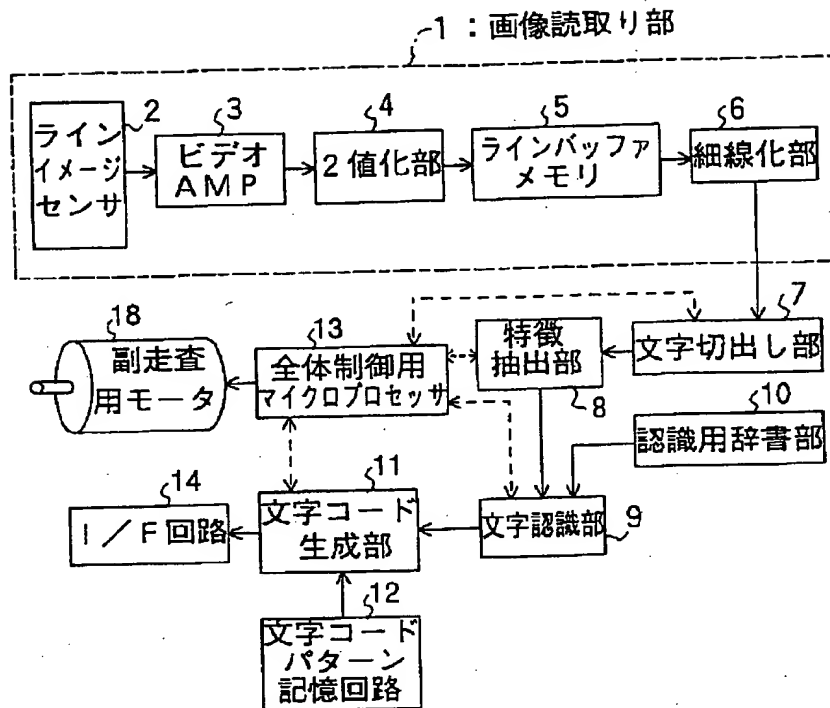 1:画像読取り部
2
ライン
イメージ
センサ
3
ビデオ
AMP
4
2値化部
5
ラインバッファ
メモリ
6
細線化部
7
文字切出し部
特徴
抽出部
8
13
全体制御用
マイクロプロセッサ
18
副走査
用モータ
10
認識用辞書部
14
I/F回路
11
文字コード
生成部
文字認識部
9
12
文字コード
パターン
記憶回路